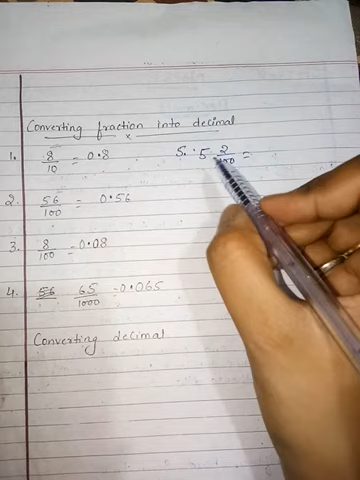 Converting fraction into decimal
x
1. 8/10 = 0.8
2. 56/100 = 0.56
3. 8/100 = 0.08
4. 56 65/1000 = 0.065
5. 5 2/100 =
Converting decimal